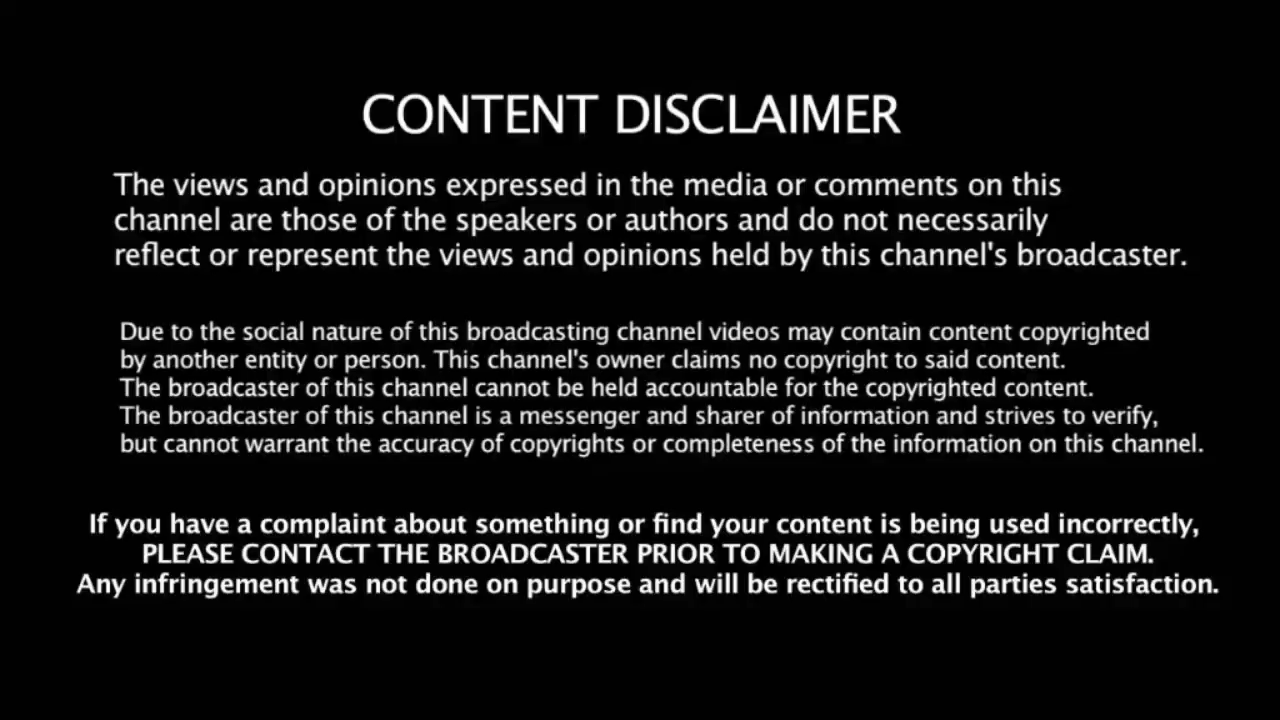 CONTENT DISCLAIMER
The views and opinions expressed in the media or comments on this
channel are those of the speakers or authors and do not necessarily
reflect or represent the views and opinions held by this channel's broadcaster.
Due to the social nature of this broadcasting channel videos may contain content copyrighted
by another entity or person. This channel's owner claims no copyright to said content.
The broadcaster of this channel cannot be held accountable for the copyrighted content.
The broadcaster of this channel is a messenger and sharer of information and strives to verify,
but cannot warrant the accuracy of copyrights or completeness of the information on this channel.
If you have a complaint about something or find your content is being used incorrectly,
PLEASE CONTACT THE BROADCASTER PRIOR TO MAKING A COPYRIGHT CLAIM.
Any infringement was not done on purpose and will be rectified to all parties satisfaction.